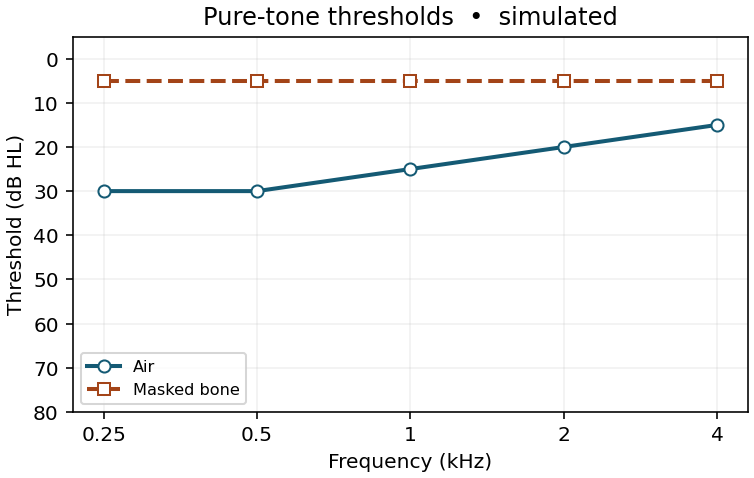 Pure-tone thresholds • simulated
Threshold (dB HL)
0
10
20
30
40
50
60
70
80
Air
Masked bone
0.25 0.5 1 2 4
Frequency (kHz)